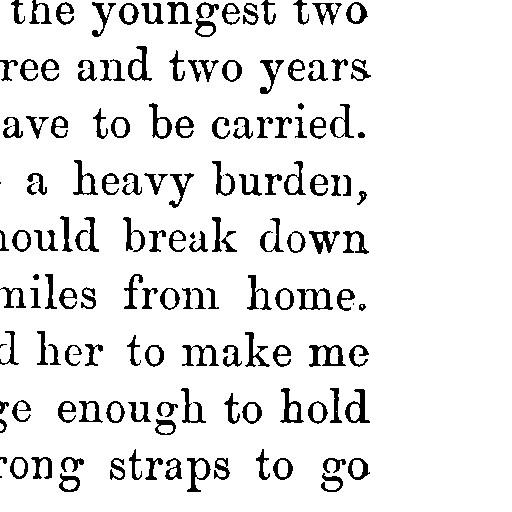 the youngest two
ree and two years
ave to be carried.
a heavy burden,
hould break down
miles from home.
d her to make me
ge enough to hold
rong straps to go